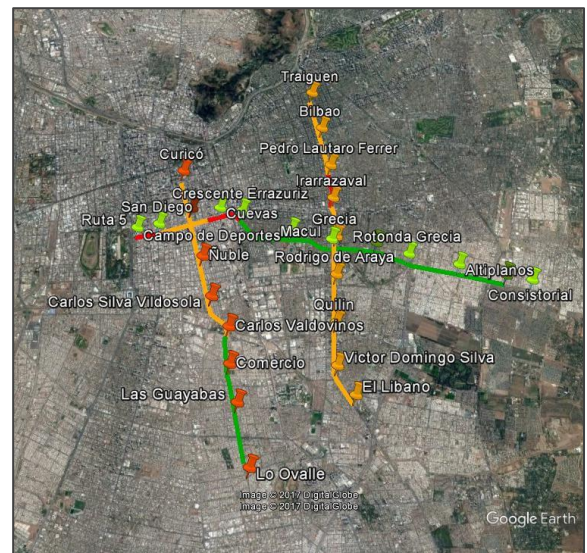 Traiguen
Bilbao
Pedro Lautaro Ferrer
Curicó
Irarrazaval
Crescente Errazuriz
San Diego
Cuevas
Ruta 5
Grecia
Macul
Campo de Deportes
Rotonda Grecia
Ñuble
Rodrigo de Araya
Altiplanos
Consistorial
Carlos Silva Vildosola
Quilin
Carlos Valdovinos
Comercio
Victor Domingo Silva
Las Guayabas
El Libano
Lo Ovalle
Image © 2017 DigitalGlobe
Image © 2017 DigitalGlobe
Google Earth